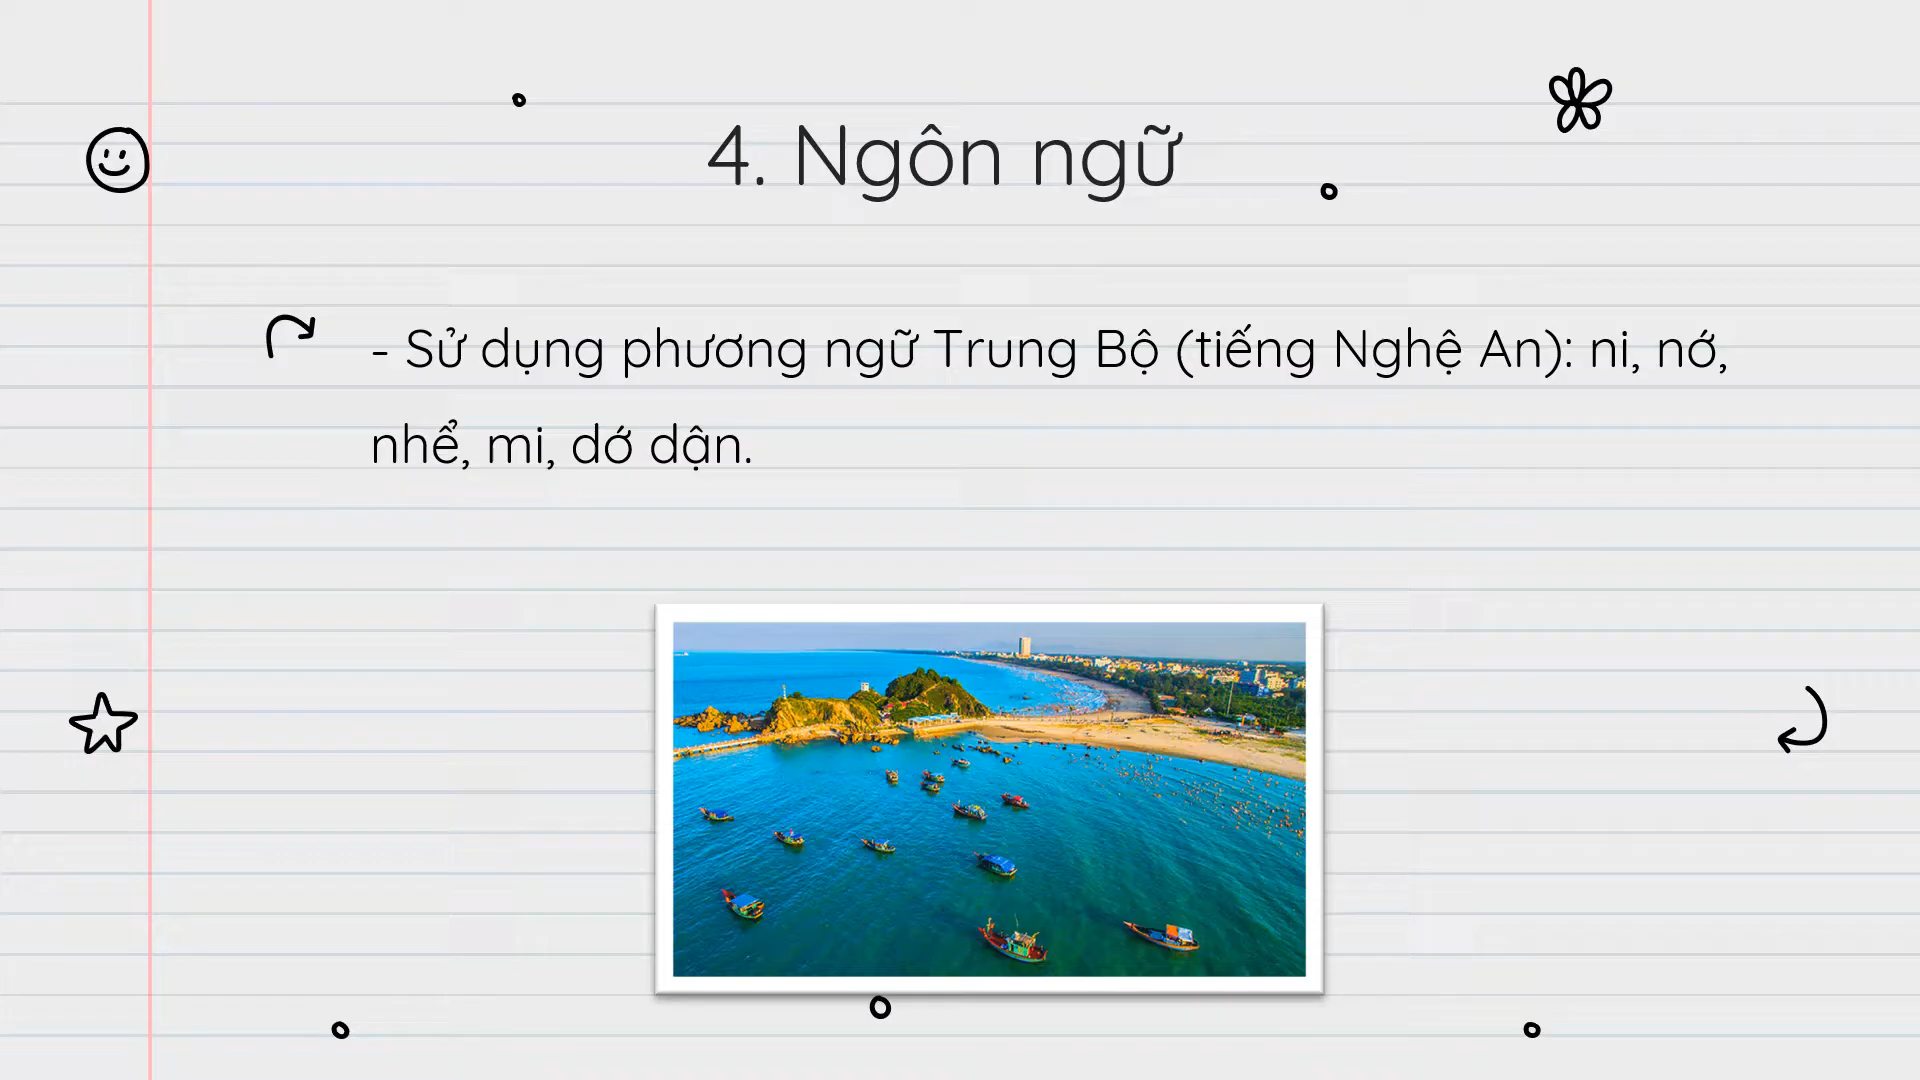 4. Ngôn ngữ
- Sử dụng phương ngữ Trung Bộ (tiếng Nghệ An): ni, nớ,
nhể, mi, dớ dận.